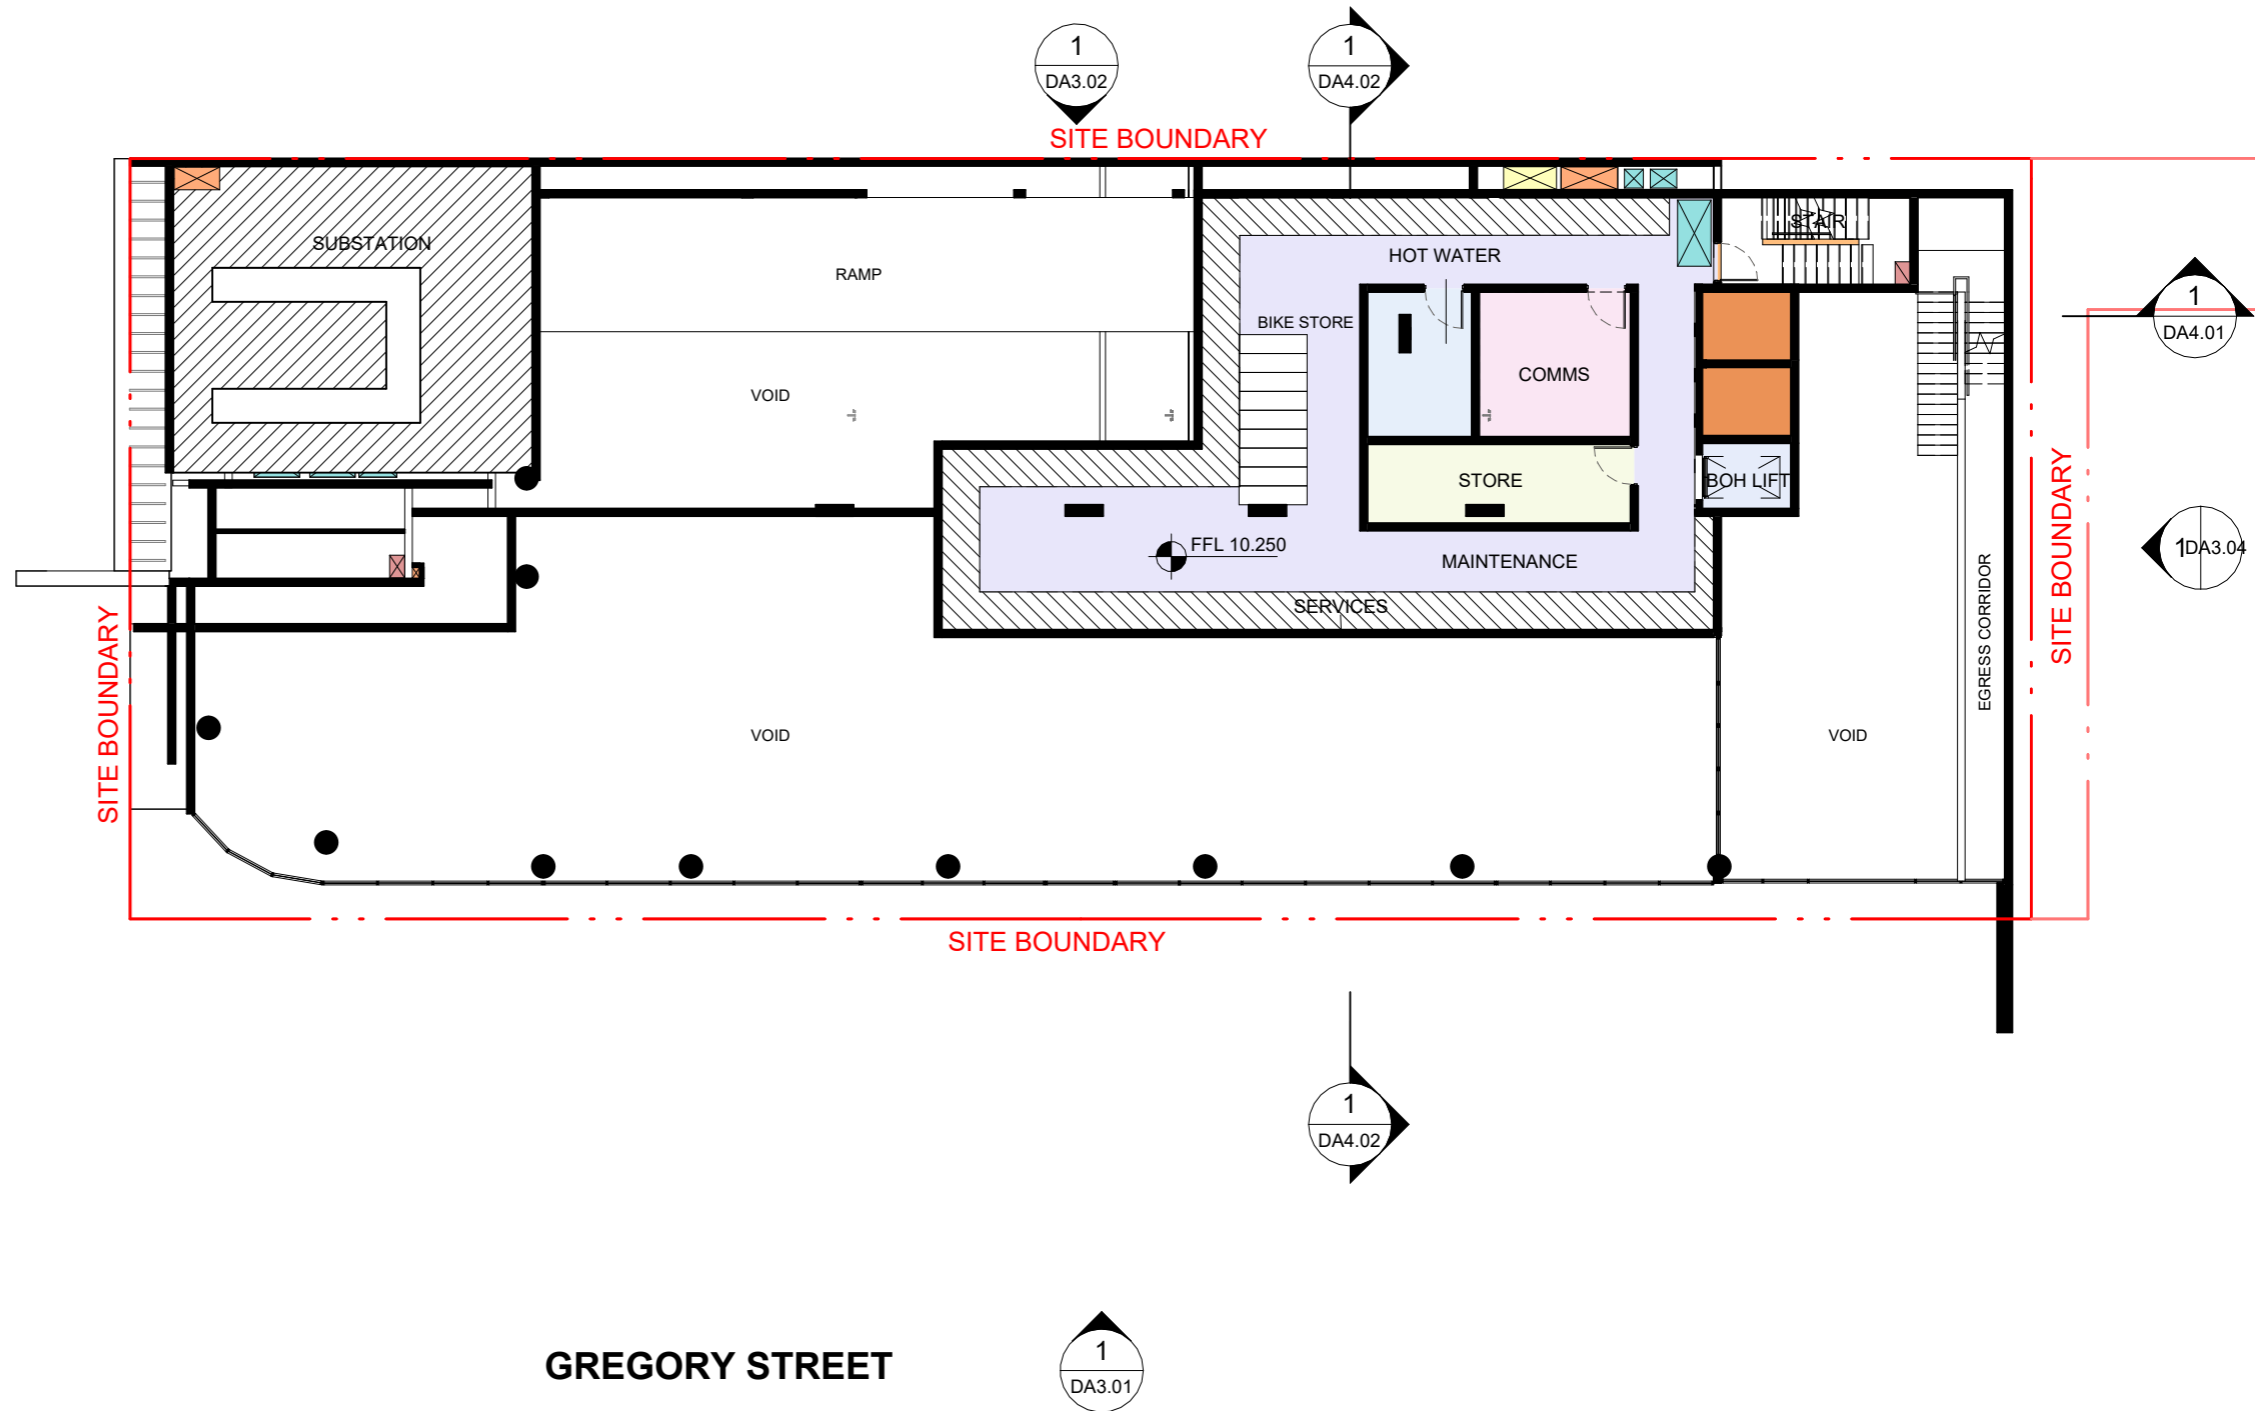 1
DA3.02
1
DA4.02
SITE BOUNDARY
SUBSTATION
STAIR
HOT WATER
RAMP
1
DA4.01
BIKE STORE
COMMS
VOID
STORE
BOH LIFT
FFL 10.250
1
DA3.04
MAINTENANCE
SERVICES
SITE BOUNDARY
SITE BOUNDARY
EGRESS CORRIDOR
VOID
VOID
SITE BOUNDARY
1
DA4.02
GREGORY STREET
1
DA3.01